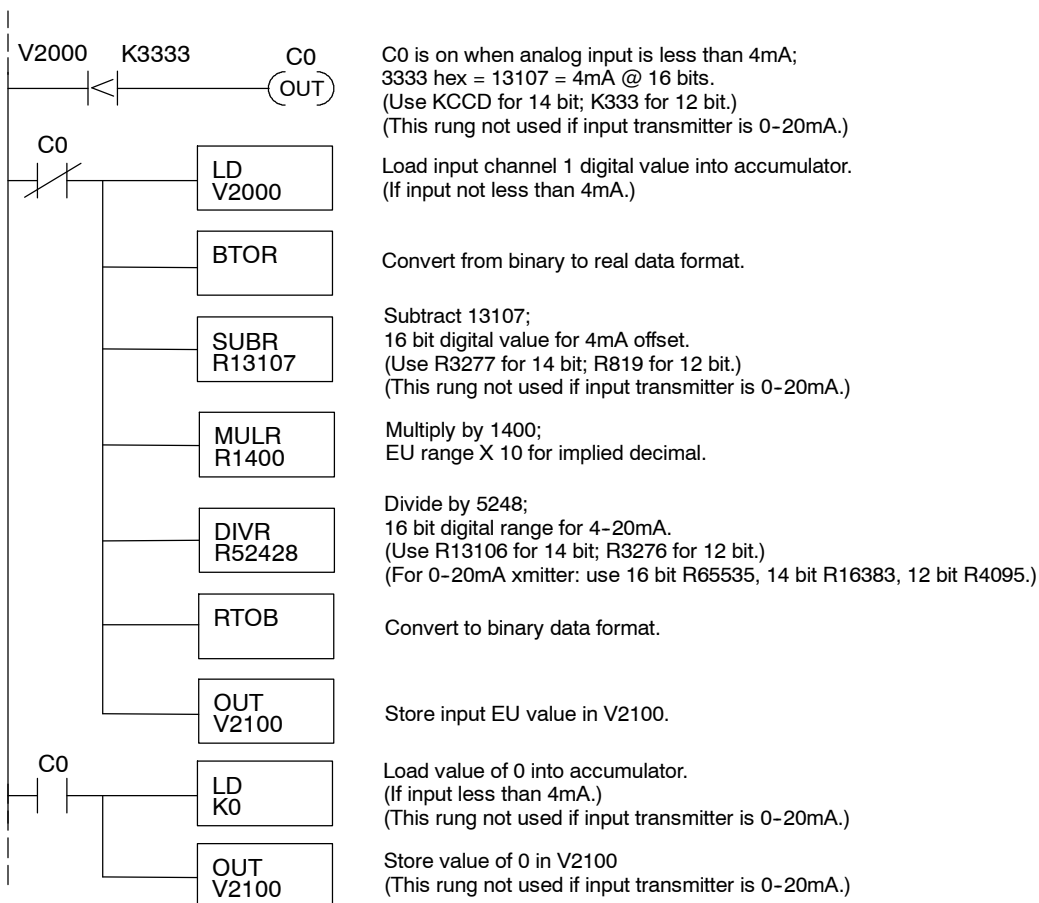 V2000 K3333 C0
OUT
C0 is on when analog input is less than 4mA;
3333 hex = 13107 = 4mA @ 16 bits.
(Use KCCD for 14 bit; K333 for 12 bit.)
(This rung not used if input transmitter is 0-20mA.)
C0
LD
V2000
Load input channel 1 digital value into accumulator.
(If input not less than 4mA.)
BTOR
Convert from binary to real data format.
SUBR
R13107
Subtract 13107;
16 bit digital value for 4mA offset.
(Use R3277 for 14 bit; R819 for 12 bit.)
(This rung not used if input transmitter is 0-20mA.)
MULR
R1400
Multiply by 1400;
EU range X 10 for implied decimal.
DIVR
R52428
Divide by 5248;
16 bit digital range for 4-20mA.
(Use R13106 for 14 bit; R3276 for 12 bit.)
(For 0-20mA xmitter: use 16 bit R65535, 14 bit R16383, 12 bit R4095.)
RTOB
Convert to binary data format.
OUT
V2100
Store input EU value in V2100.
C0
LD
K0
Load value of 0 into accumulator.
(If input less than 4mA.)
(This rung not used if input transmitter is 0-20mA.)
OUT
V2100
Store value of 0 in V2100
(This rung not used if input transmitter is 0-20mA.)